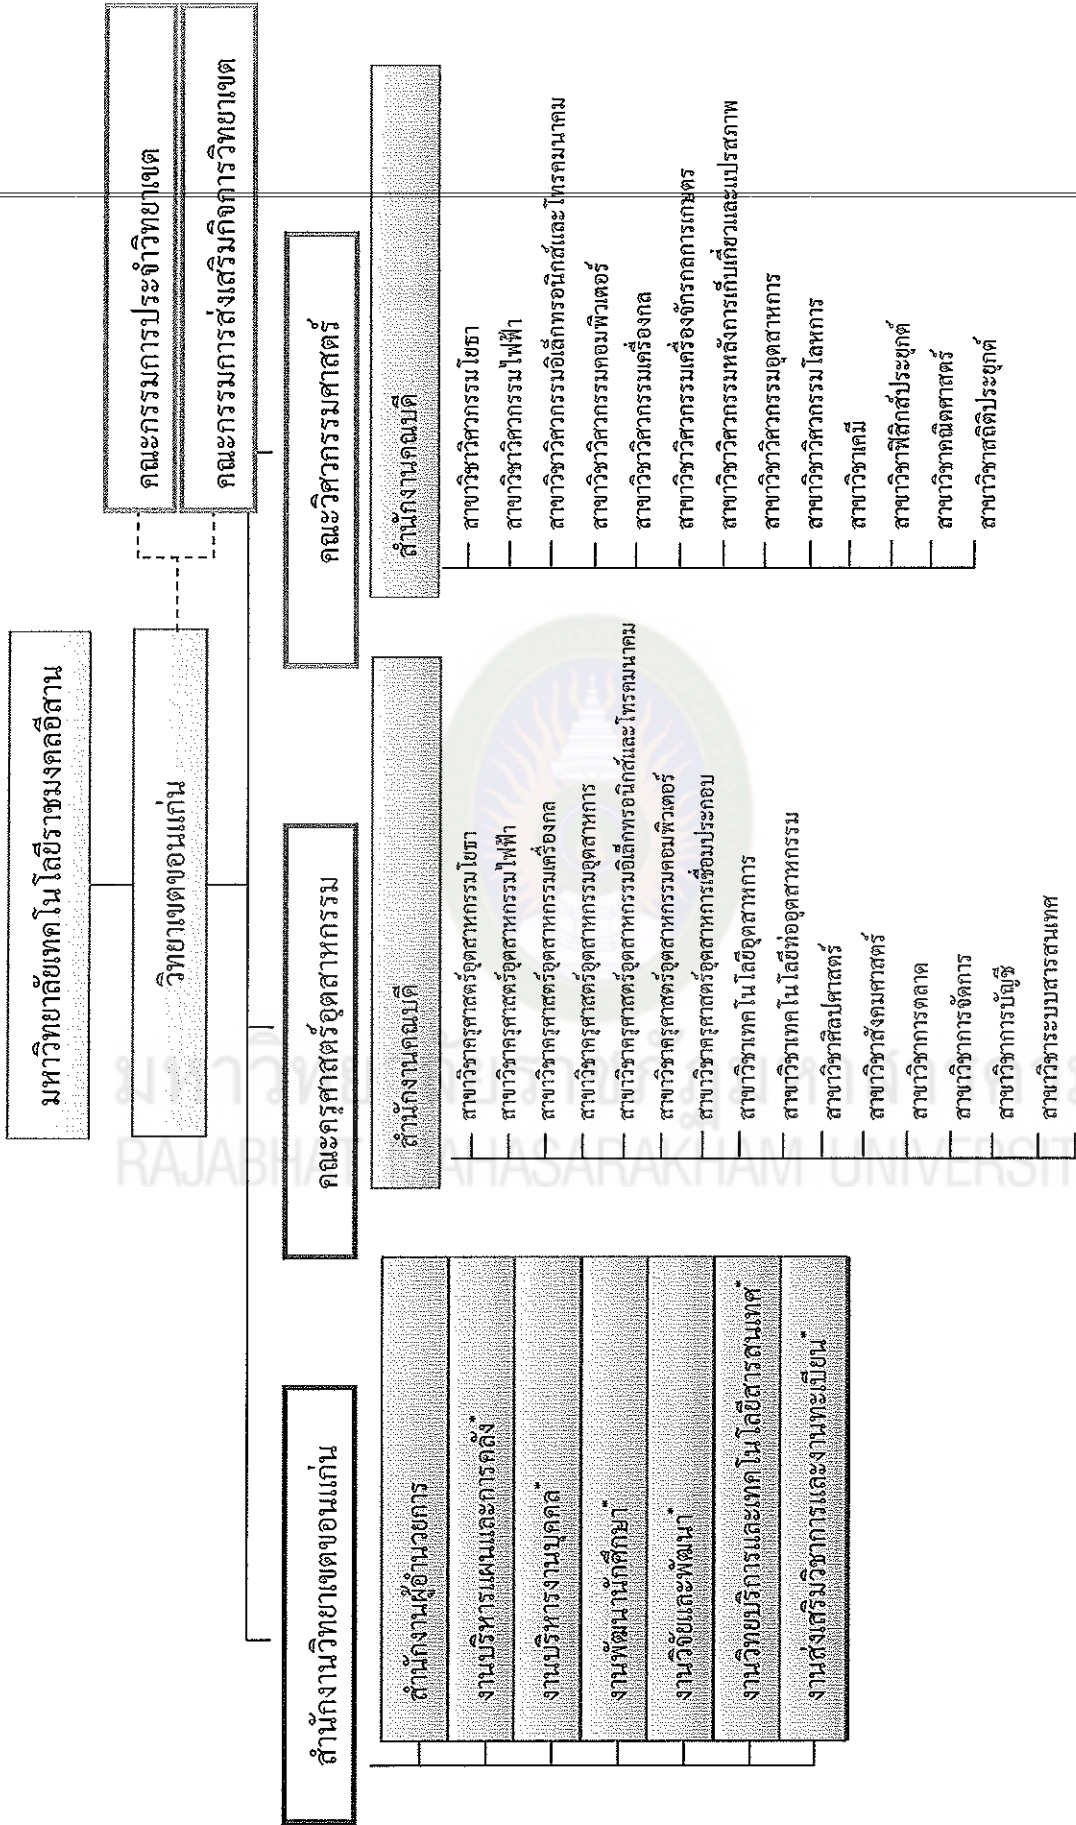 มหาวิทยาลัยเทคโนโลยีราชมงคลอีสาน
วิทยาเขตขอนแก่น
คณะกรรมการประจำวิทยาเขต
คณะกรรมการส่งเสริมกิจการวิทยาเขต
สำนักงานวิทยาเขตขอนแก่น
สำนักงานผู้อำนวยการ
งานบริหารแผนและการคลัง*
งานบริหารงานบุคคล*
งานพัฒนานักศึกษา*
งานวิจัยและพัฒนา*
งานวิทยบริการและเทคโนโลยีสารสนเทศ*
งานส่งเสริมวิชาการและงานทะเบียน*
คณะครุศาสตร์อุตสาหกรรม
สำนักงานคณบดี
สาขาวิชาครุศาสตร์อุตสาหกรรมโยธา
สาขาวิชาครุศาสตร์อุตสาหกรรมไฟฟ้า
สาขาวิชาครุศาสตร์อุตสาหกรรมเครื่องกล
สาขาวิชาครุศาสตร์อุตสาหกรรมอุตสาหการ
สาขาวิชาครุศาสตร์อุตสาหกรรมอิเล็กทรอนิกส์และโทรคมนาคม
สาขาวิชาครุศาสตร์อุตสาหกรรมคอมพิวเตอร์
สาขาวิชาครุศาสตร์อุตสาหการเชื่อมประกอบ
สาขาวิชาเทคโนโลยีอุตสาหการ
สาขาวิชาเทคโนโลยีท่ออุตสาหกรรม
สาขาวิชาศิลปศาสตร์
สาขาวิชาสังคมศาสตร์
สาขาวิชาการตลาด
สาขาวิชาการจัดการ
สาขาวิชาการบัญชี
สาขาวิชาระบบสารสนเทศ
คณะวิศวกรรมศาสตร์
สำนักงานคณบดี
สาขาวิชาวิศวกรรมโยธา
สาขาวิชาวิศวกรรมไฟฟ้า
สาขาวิชาวิศวกรรมอิเล็กทรอนิกส์และโทรคมนาคม
สาขาวิชาวิศวกรรมคอมพิวเตอร์
สาขาวิชาวิศวกรรมเครื่องกล
สาขาวิชาวิศวกรรมเครื่องจักรกลการเกษตร
สาขาวิชาวิศวกรรมหลังการเก็บเกี่ยวและแปรสภาพ
สาขาวิชาวิศวกรรมอุตสาหการ
สาขาวิชาวิศวกรรมโลหการ
สาขาวิชาเคมี
สาขาวิชาฟิสิกส์ประยุกต์
สาขาวิชาคณิตศาสตร์
สาขาวิชาสถิติประยุกต์